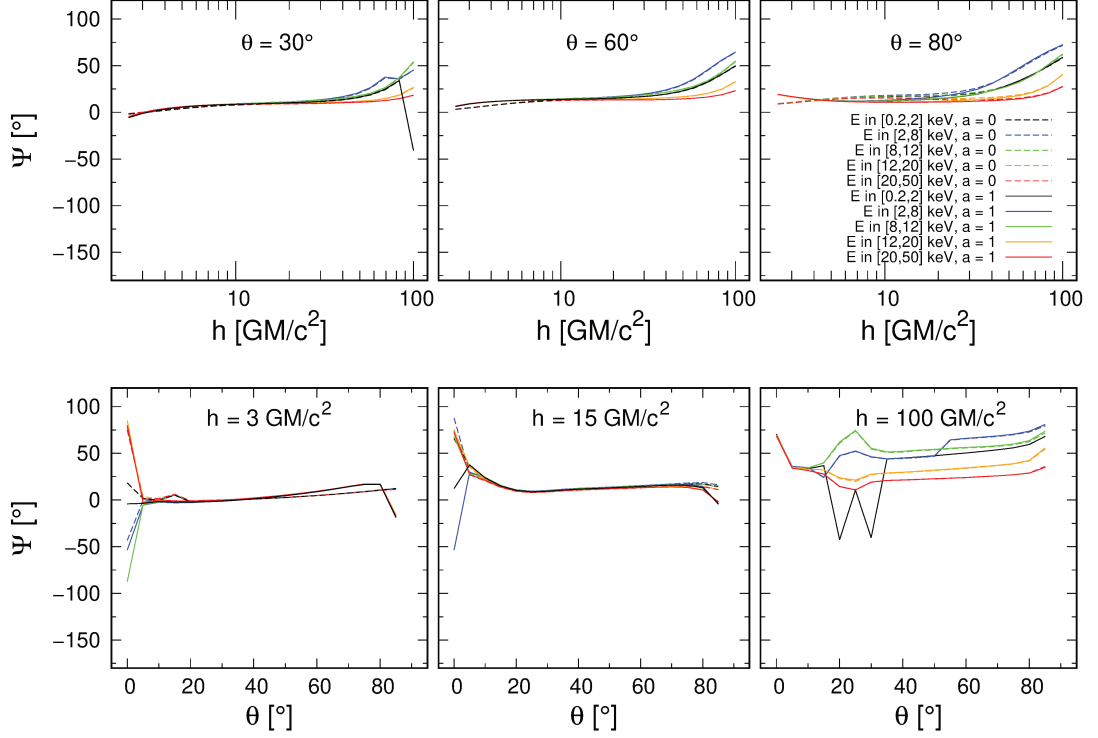 100
50
0
−50
−100
−150
Ψ [°]
θ = 30°
θ = 60°
θ = 80°
E in [0.2,2] keV, a = 0
E in [2,8] keV, a = 0
E in [8,12] keV, a = 0
E in [12,20] keV, a = 0
E in [20,50] keV, a = 0
E in [0.2,2] keV, a = 1
E in [2,8] keV, a = 1
E in [8,12] keV, a = 1
E in [12,20] keV, a = 1
E in [20,50] keV, a = 1
10 100
10 100
10 100
h [GM/c²]
h [GM/c²]
h [GM/c²]
100
50
0
−50
−100
−150
Ψ [°]
h = 3 GM/c²
h = 15 GM/c²
h = 100 GM/c²
0 20 40 60 80
0 20 40 60 80
0 20 40 60 80
θ [°]
θ [°]
θ [°]